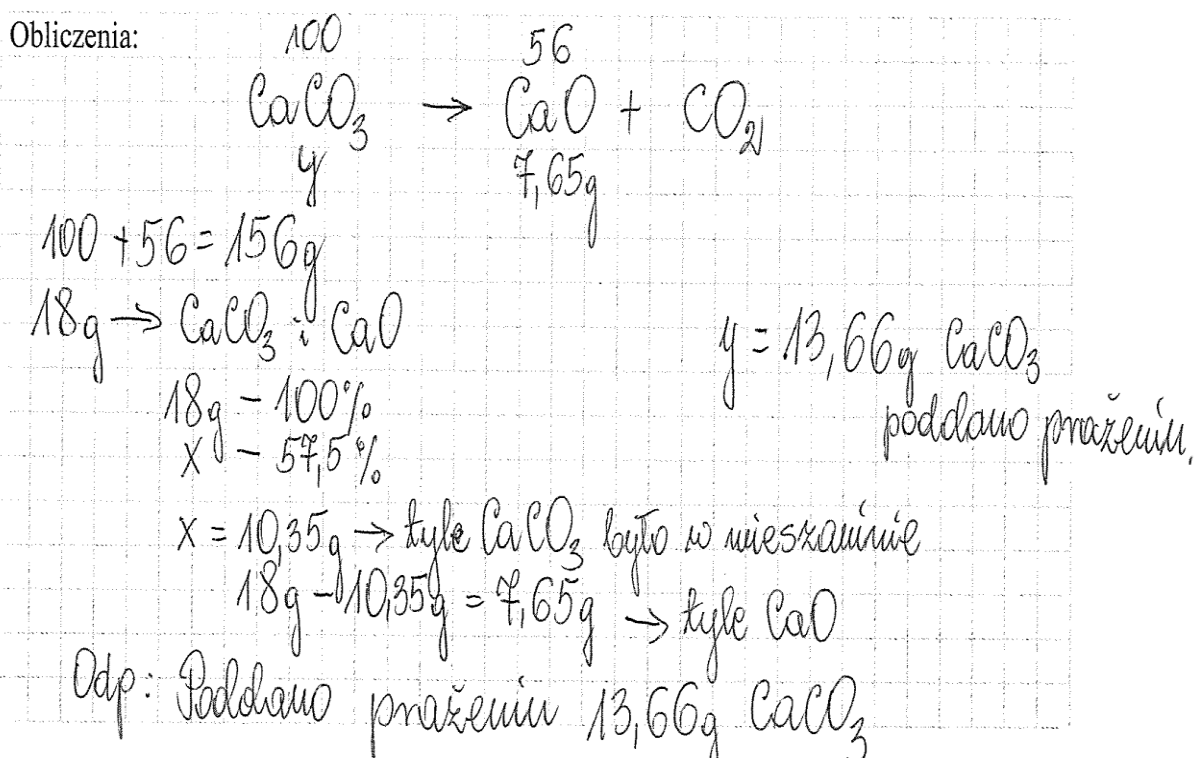 Obliczenia:
100 56
CaCO₃ → CaO + CO₂
y 7,65g
100 + 56 = 156g
18g → CaCO₃ i CaO
y = 13,66g CaCO₃
poddano prażeniu.
18g - 100%
x - 57,5%
x = 10,35g → tyle CaCO₃ było w mieszaninie
18g - 10,35g = 7,65g → tyle CaO
Odp: Poddano prażeniu 13,66g CaCO₃